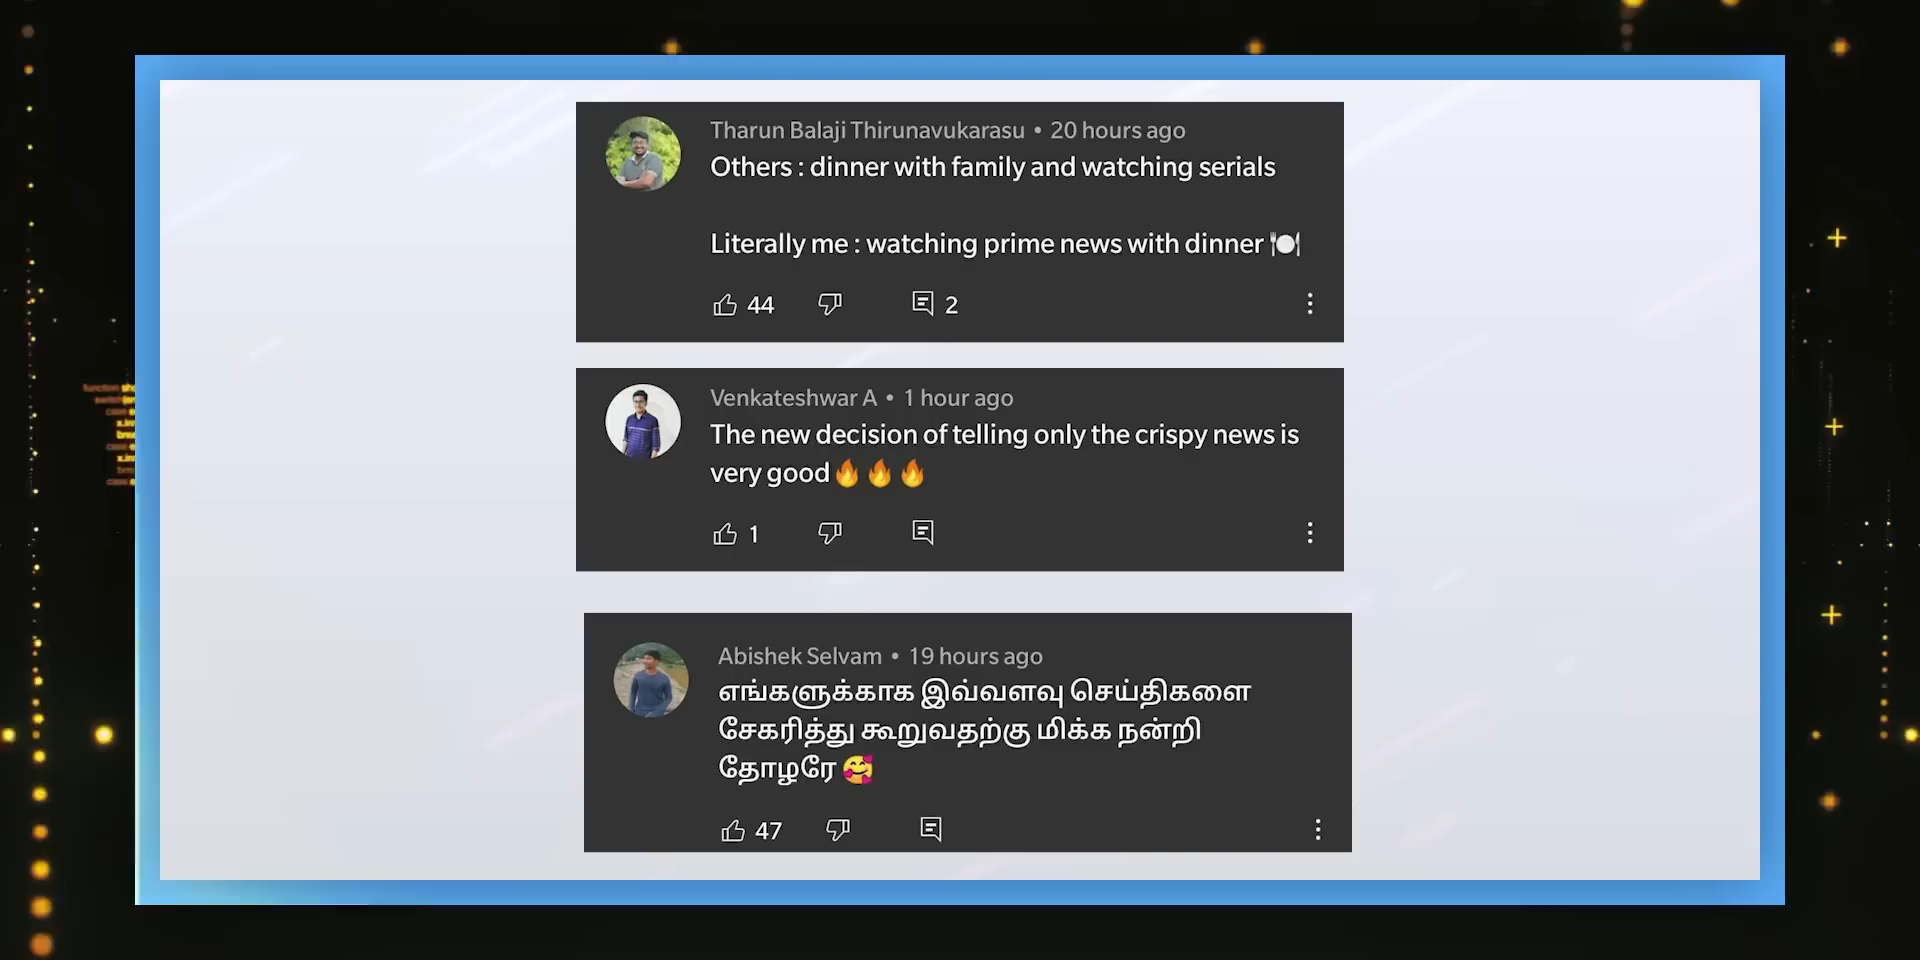 Tharun Balaji Thirunavukarasu • 20 hours ago
Others : dinner with family and watching serials
Literally me : watching prime news with dinner 🍽️
44 2
Venkateshwar A • 1 hour ago
The new decision of telling only the crispy news is
very good🔥🔥🔥
1
Abishek Selvam • 19 hours ago
எங்களுக்காக இவ்வளவு செய்திகளை
சேகரித்து கூறுவதற்கு மிக்க நன்றி
தோழரே 🥰
47